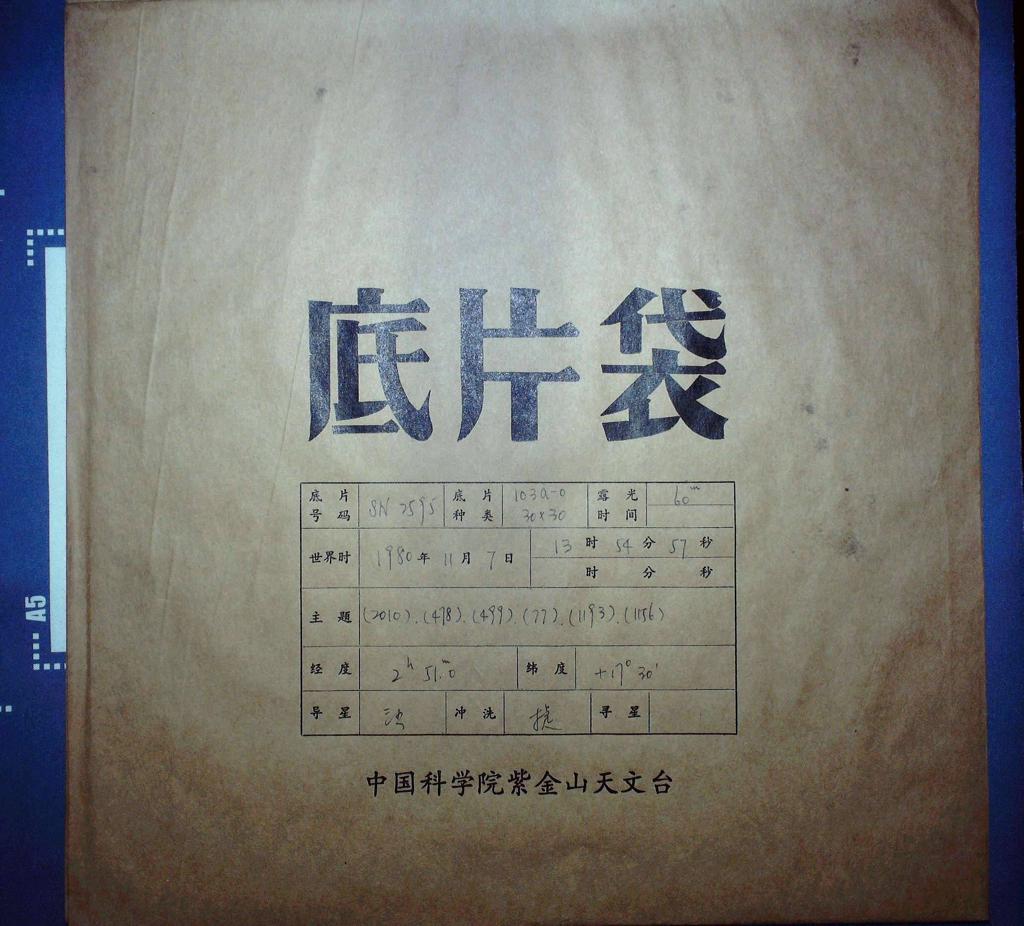 底片袋
底片号码 SN 2595 底片种类 103a-O 30×30 露光时间 60ᵐ
世界时 1980年11月7日 13时54分57秒
时 分 秒
主题 (2010).(478).(499).(77).(1193).(1156)
经度 2ʰ 51ᵐ.0 纬度 +17° 30′
导星 冲洗 寻星
中国科学院紫金山天文台
A5